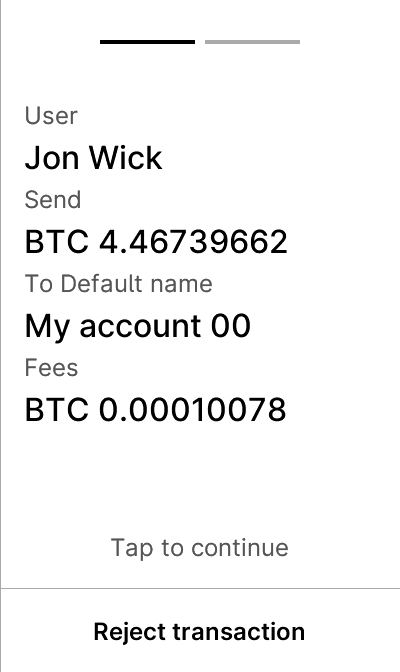 User
Jon Wick
Send
BTC 4.46739662
To Default name
My account 00
Fees
BTC 0.00010078
Tap to continue
Reject transaction